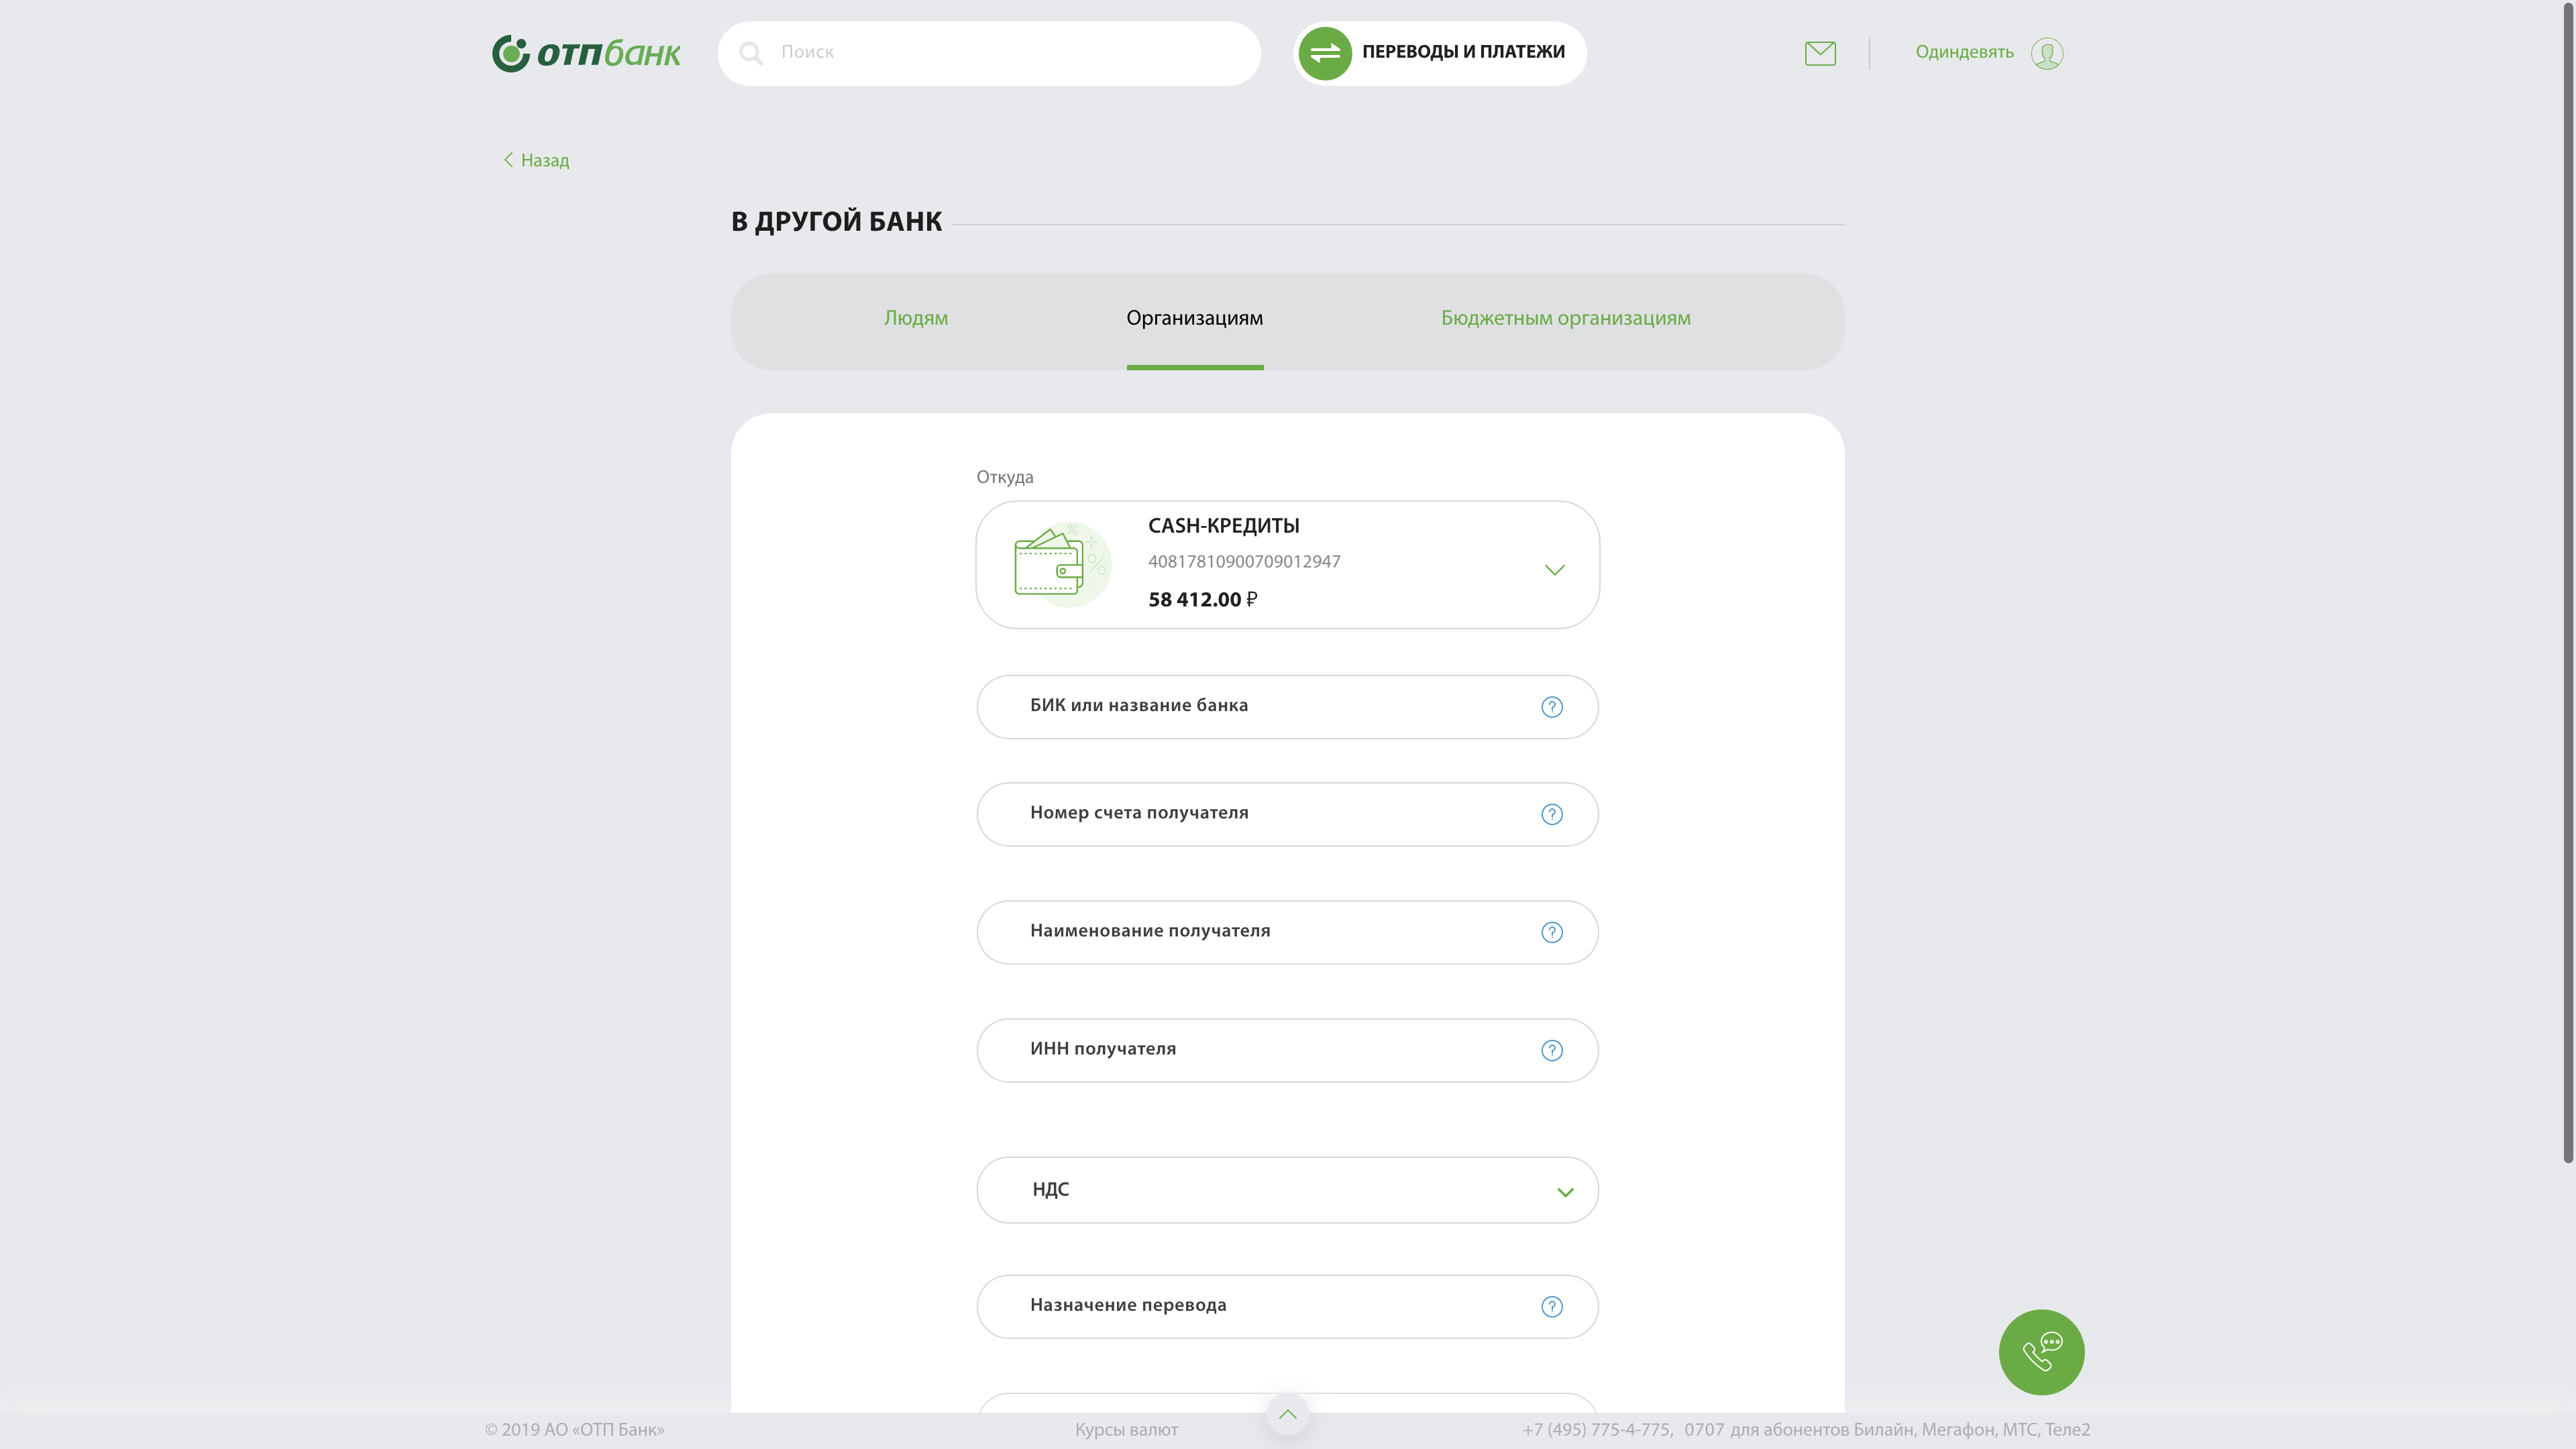 отпбанк
Поиск
ПЕРЕВОДЫ И ПЛАТЕЖИ
Одиндевять
Назад
В ДРУГОЙ БАНК
Людям
Организациям
Бюджетным организациям
Откуда
CASH-КРЕДИТЫ
40817810900709012947
58 412.00 ₽
БИК или название банка
Номер счета получателя
Наименование получателя
ИНН получателя
НДС
Назначение перевода
© 2019 АО «ОТП Банк»
Курсы валют
+7 (495) 775-4-775, 0707 для абонентов Билайн, Мегафон, МТС, Теле2